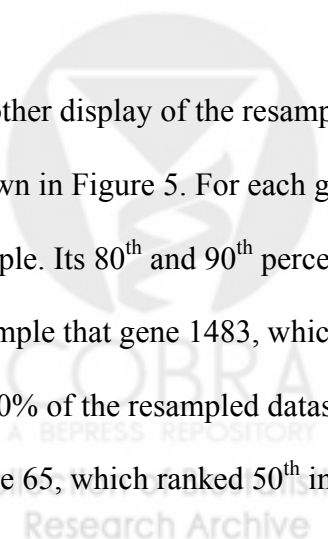 other display of the resamp
wn in Figure 5. For each g
ple. Its 80th and 90th perce
mple that gene 1483, whic
0% of the resampled datas
COBRA
A BEPRESS REPOSITORY
e 65, which ranked 50th in
Collection of Biostatistics
Research Archive